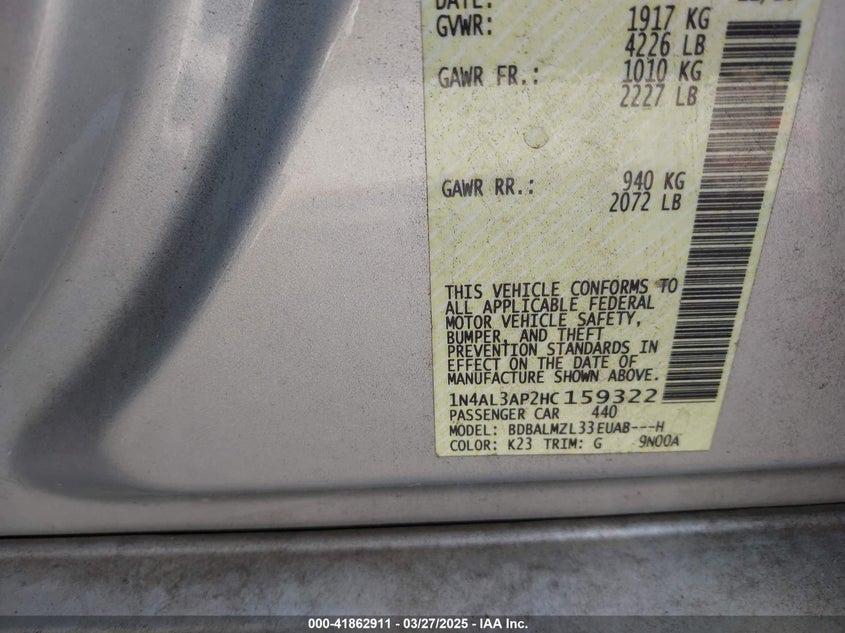 DATE:
GVWR: 1917 KG
4226 LB
GAWR FR.: 1010 KG
2227 LB
GAWR RR.: 940 KG
2072 LB
THIS VEHICLE CONFORMS TO
ALL APPLICABLE FEDERAL
MOTOR VEHICLE SAFETY,
BUMPER, AND THEFT
PREVENTION STANDARDS IN
EFFECT ON THE DATE OF
MANUFACTURE SHOWN ABOVE.
1N4AL3AP2HC159322
PASSENGER CAR 440
MODEL: BDBALMZL33EUAB---H
COLOR: K23 TRIM: G 9N00A
000-41862911 - 03/27/2025 - IAA Inc.